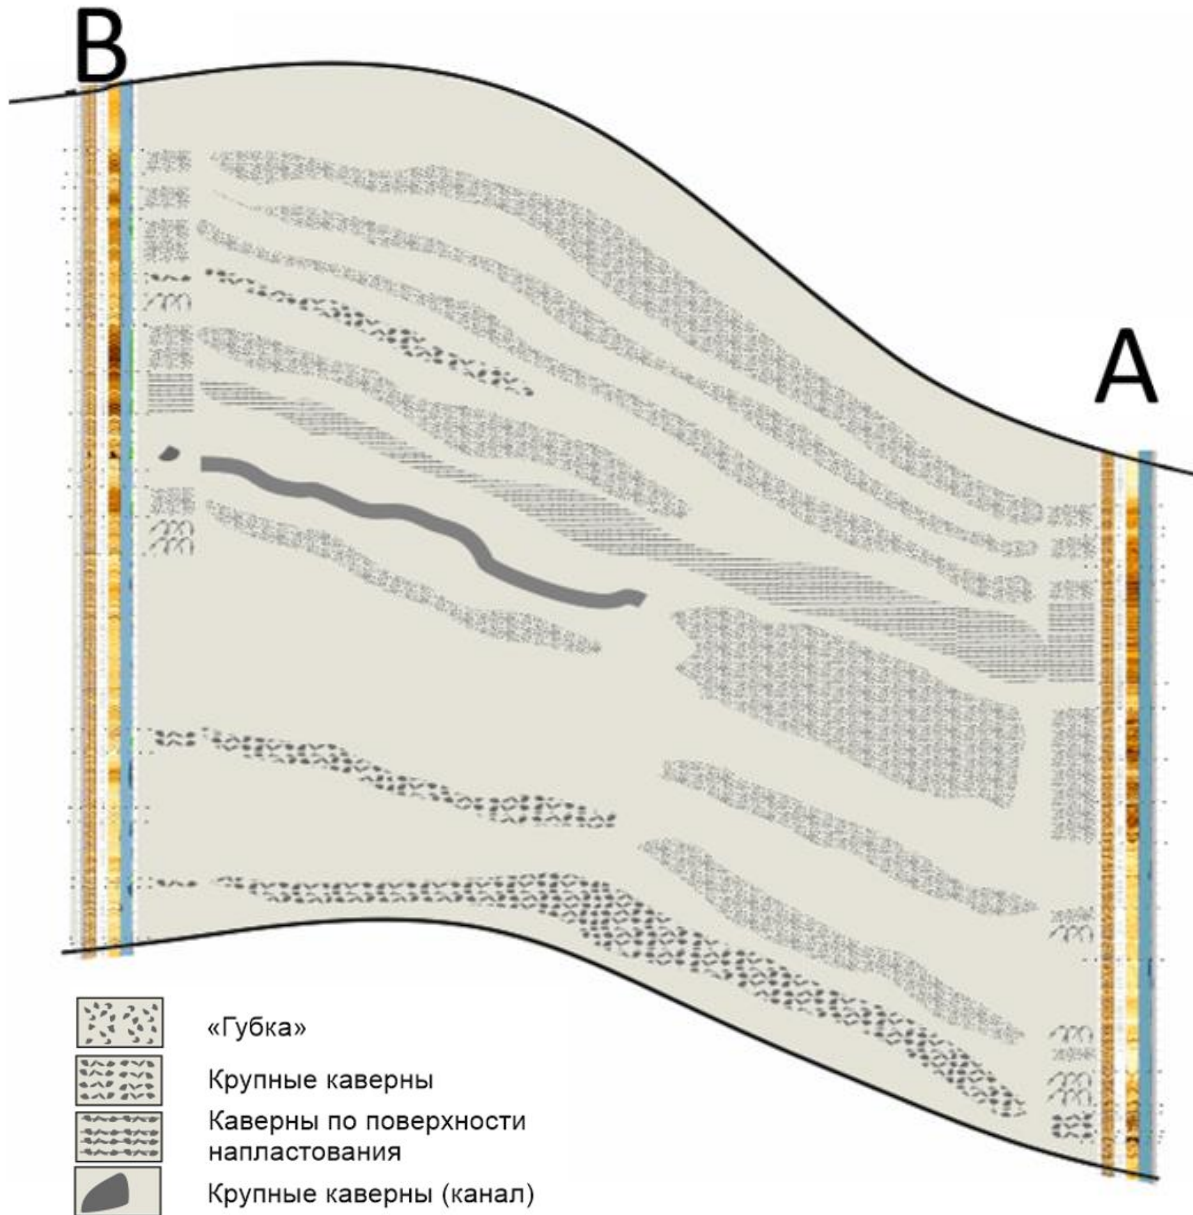 B
A
«Губка»
Крупные каверны
Каверны по поверхности
напластования
Крупные каверны (канал)